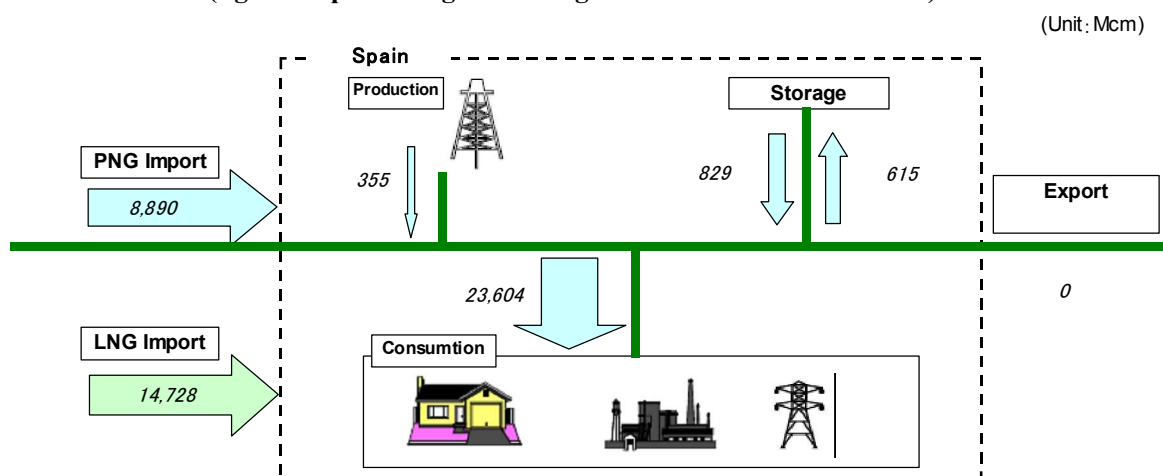 (Unit：Mcm)
Spain
Production
Storage
PNG Import
8,890
355
829
615
Export
23,604
0
LNG Import
14,728
Consumtion